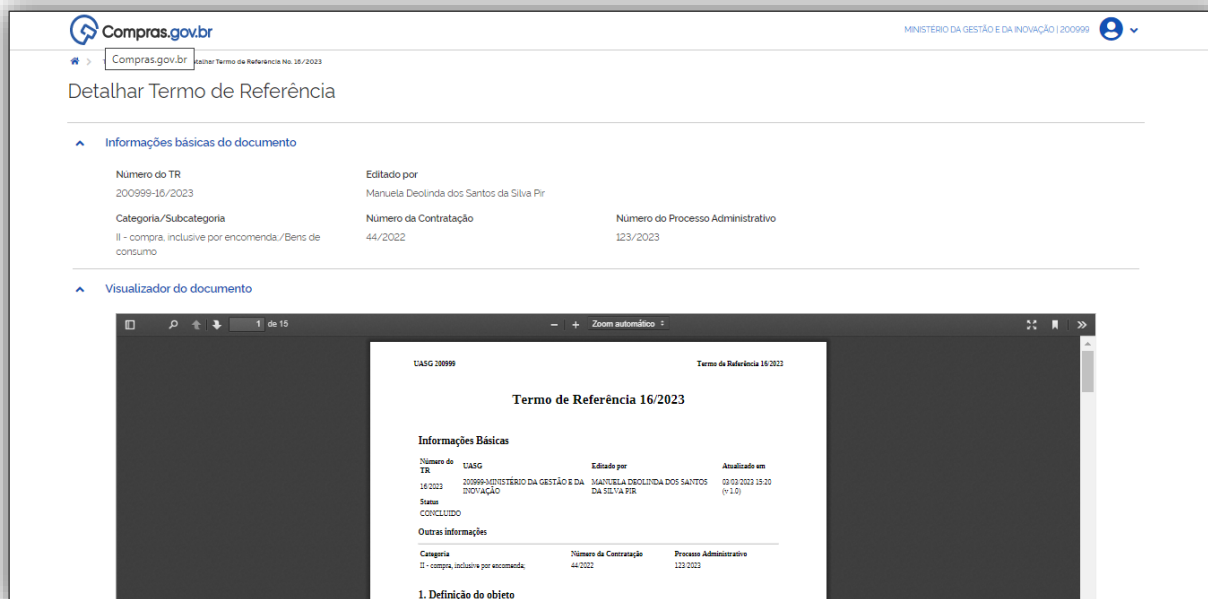 Compras.gov.br
MINISTÉRIO DA GESTÃO E DA INOVAÇÃO | 200999
Compras.gov.br
Detalhar Termo de Referência No. 16/2023
Detalhar Termo de Referência
Informações básicas do documento
Número do TR Editado por
200999-16/2023 Manuela Deolinda dos Santos da Silva Pir
Categoria/Subcategoria Número da Contratação Número do Processo Administrativo
II - compra, inclusive por encomenda;/Bens de 44/2022 123/2023
consumo
Visualizador do documento
1 de 15 Zoom automático
UASG 200999 Termo de Referência 16/2023
Termo de Referência 16/2023
Informações Básicas
Número do
TR UASG Editado por Atualizado em
16/2023 200999-MINISTÉRIO DA GESTÃO E DA MANUELA DEOLINDA DOS SANTOS 03/03/2023 15:20
INOVAÇÃO DA SILVA PIR (v 1.0)
Status
CONCLUIDO
Outras informações
Categoria Número da Contratação Processo Administrativo
II - compra, inclusive por encomenda; 44/2022 123/2023
1. Definição do objeto